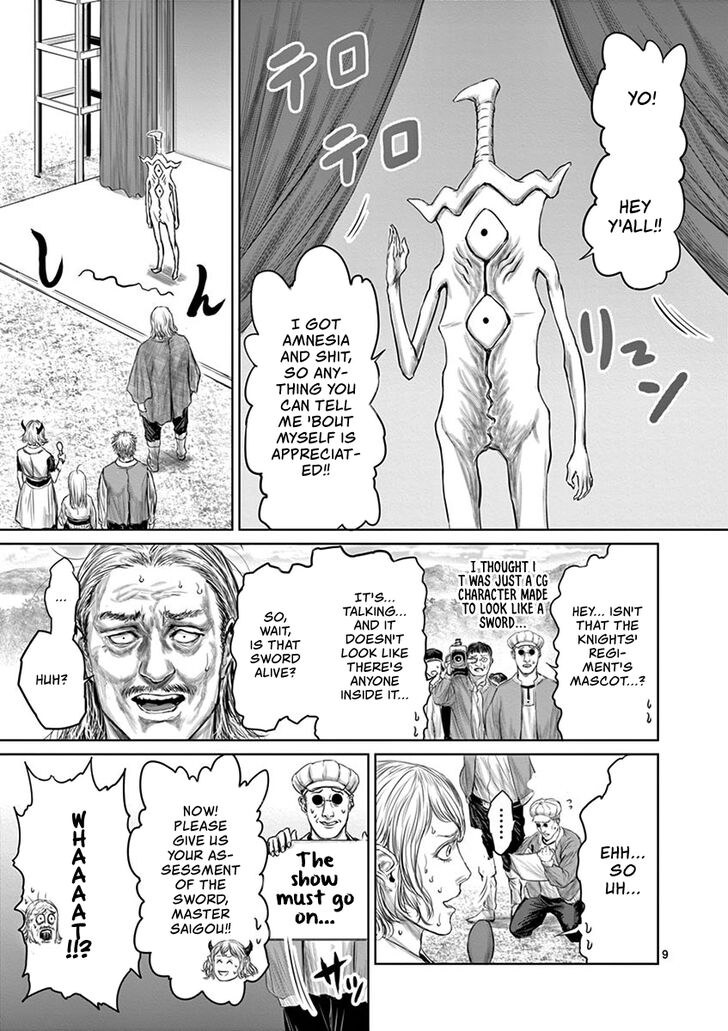 YO!
HEY
Y'ALL!!
テロ
テロ
リーン
I GOT
AMNESIA
AND SHIT,
SO ANY-
THING YOU
CAN TELL
ME 'BOUT
MYSELF IS
APPRECIAT-
ED!!
しーん
HEY... ISN'T
THAT THE
KNIGHTS'
REGI-
MENT'S
MASCOT...?
I THOUGHT I
T WAS JUST A CG
CHARACTER MADE
TO LOOK LIKE A
SWORD...
IT'S...
TALKING...
AND IT
DOESN'T
LOOK LIKE
THERE'S
ANYONE
INSIDE IT...
SO,
WAIT,
IS THAT
SWORD
ALIVE?
...
HUH?
EHH...
SO
UH...
......
The
show
must go
on...
サッ
NOW!
PLEASE
GIVE US
YOUR AS-
SESSMENT
OF THE
SWORD,
MASTER
SAIGOU!!
WHAAAAT!!?
9